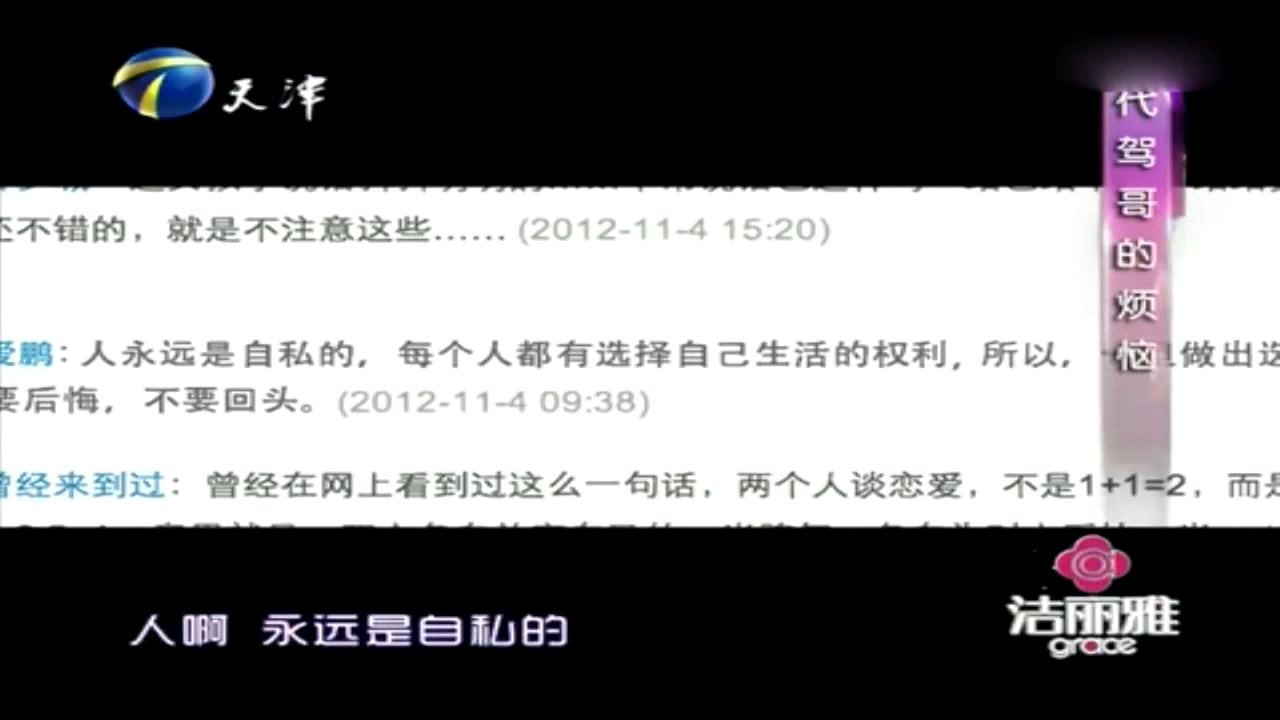 天津
代驾哥的烦恼
还不错的，就是不注意这些…… (2012-11-4 15:20)
爱鹏：人永远是自私的，每个人都有选择自己生活的权利，所以，一旦做出选
要后悔，不要回头。(2012-11-4 09:38)
曾经来到过：曾经在网上看到过这么一句话，两个人谈恋爱，不是1+1=2，而是
人啊 永远是自私的
洁丽雅
grace